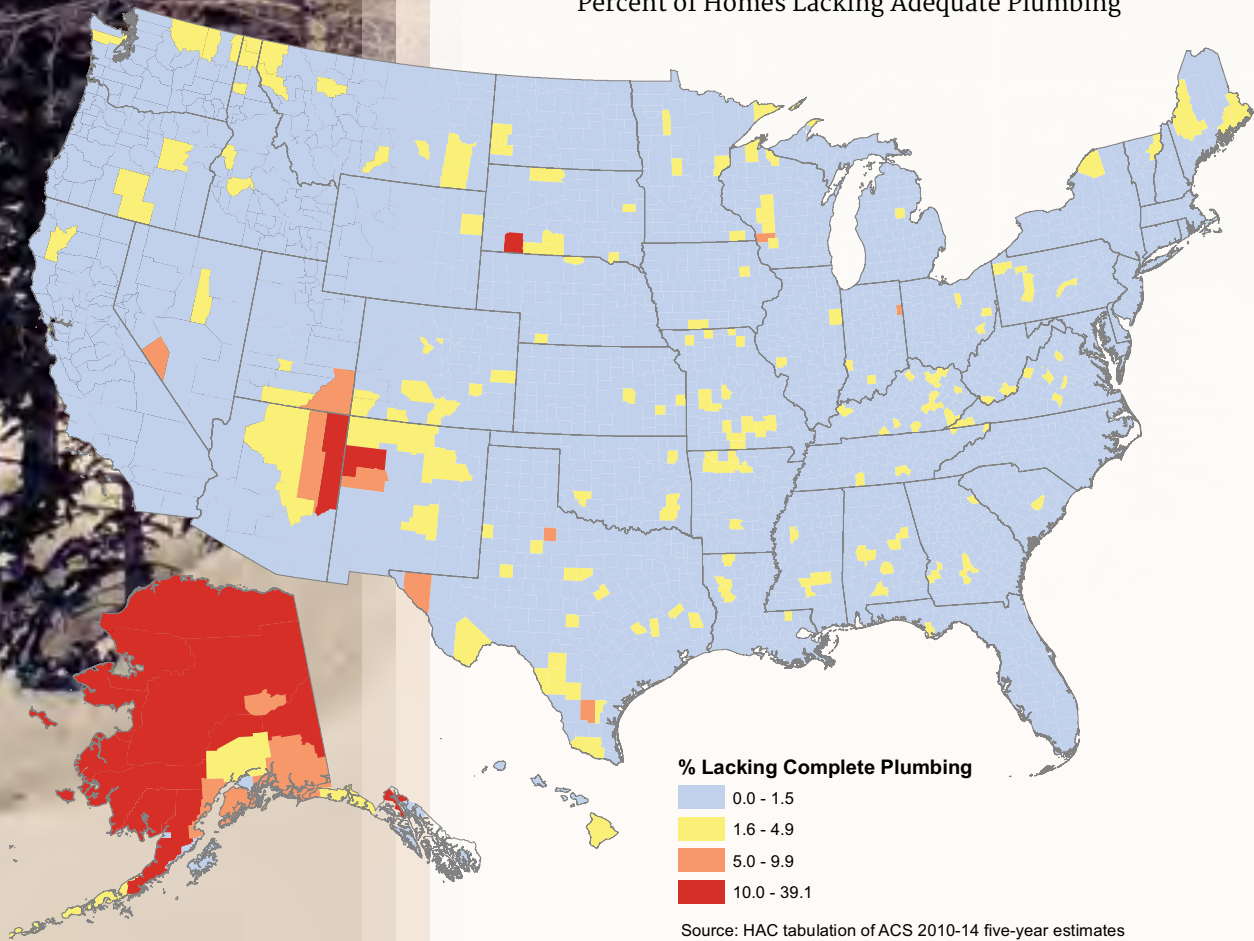 Percent of Homes Lacking Adequate Plumbing
% Lacking Complete Plumbing
0.0 - 1.5
1.6 - 4.9
5.0 - 9.9
10.0 - 39.1
Source: HAC tabulation of ACS 2010-14 five-year estimates